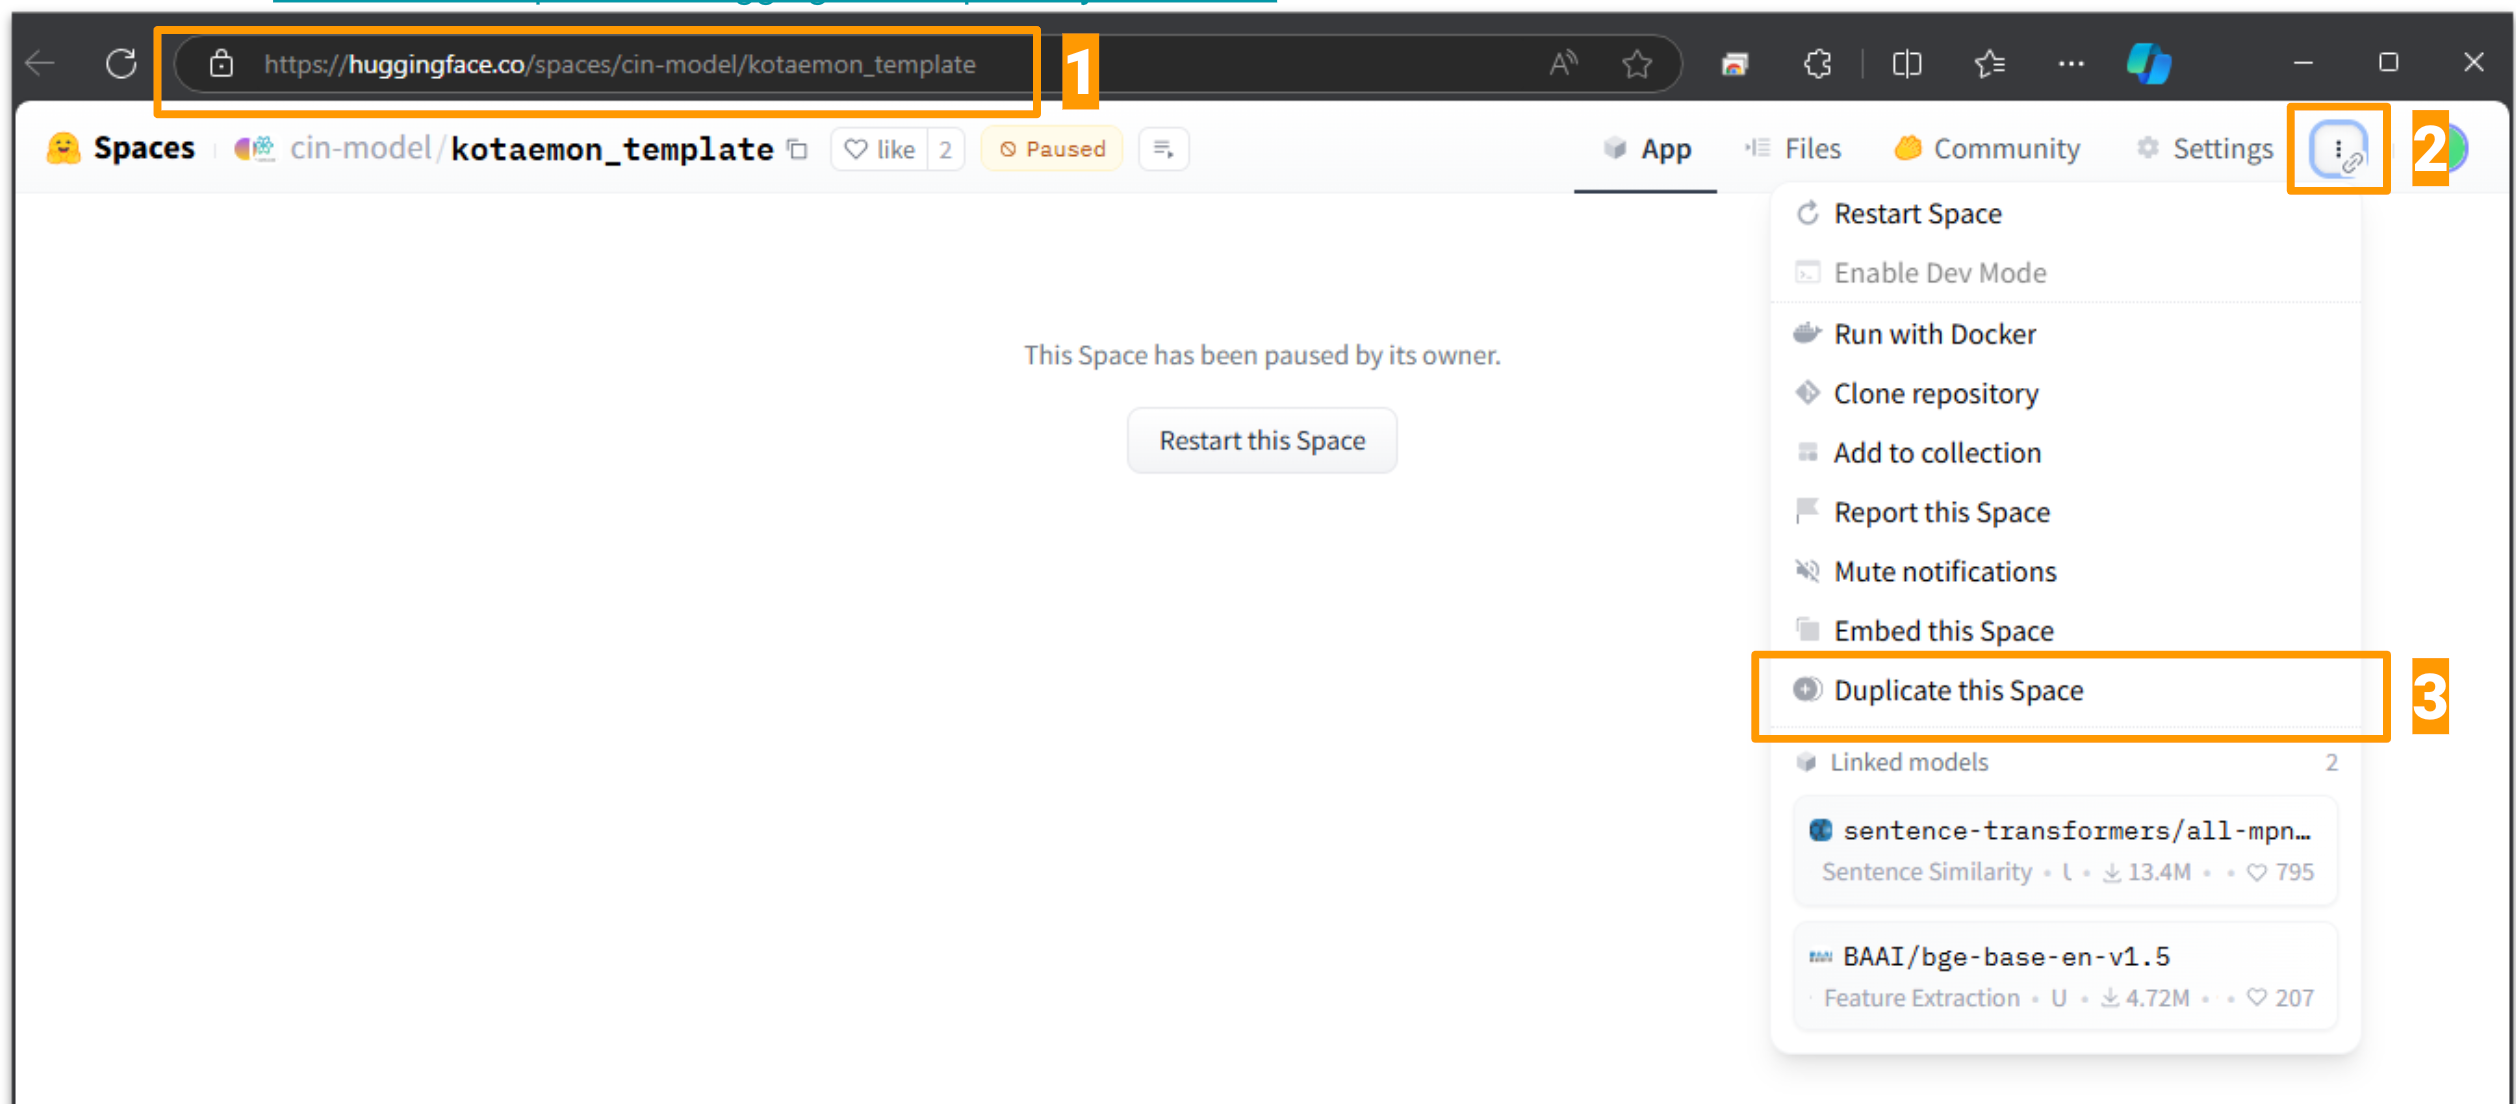 https://huggingface.co/spaces/cin-model/kotaemon_template
1
Spaces cin-model/kotaemon_template like 2 Paused
App Files Community Settings
2
Restart Space
Enable Dev Mode
Run with Docker
Clone repository
Add to collection
Report this Space
Mute notifications
Embed this Space
Duplicate this Space
3
Linked models 2
sentence-transformers/all-mpn…
Sentence Similarity • • 13.4M • • 795
BAAI/bge-base-en-v1.5
Feature Extraction • U • 4.72M • • 207
This Space has been paused by its owner.
Restart this Space